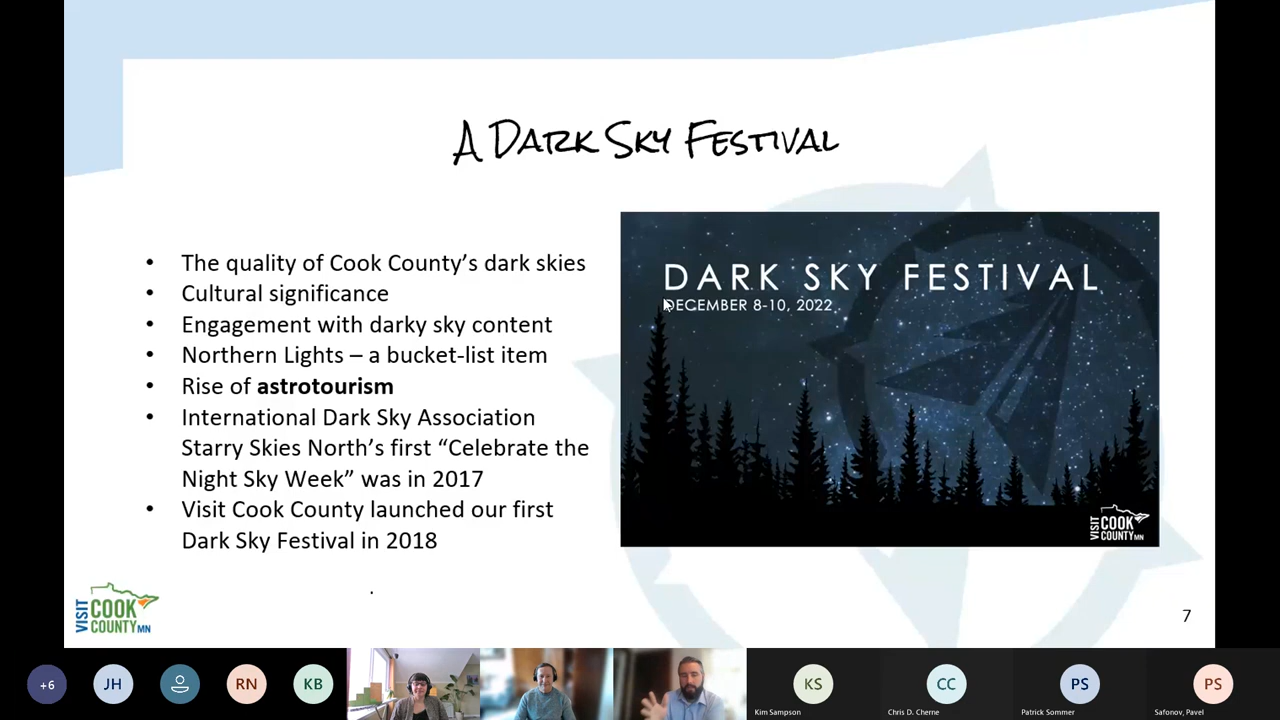 A DARK SKY FESTIVAL
• The quality of Cook County’s dark skies
• Cultural significance
• Engagement with darky sky content
• Northern Lights – a bucket-list item
• Rise of astrotourism
• International Dark Sky Association
Starry Skies North’s first “Celebrate the
Night Sky Week” was in 2017
• Visit Cook County launched our first
Dark Sky Festival in 2018
.
DARK SKY FESTIVAL
DECEMBER 8-10, 2022
VISIT
COOK
COUNTY MN
VISIT
COOK
COUNTY MN
7
+6
JH
RN
KB
KS
Kim Sampson
CC
Chris D. Cherne
PS
Patrick Sommer
PS
Safonov, Pavel